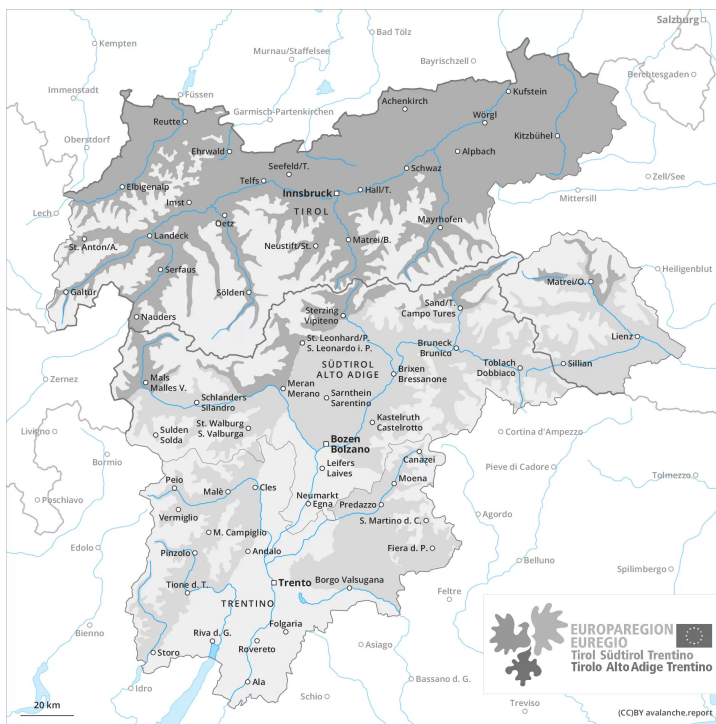 Salzburg
Kempten
Bad Tölz
Murnau/Staffelsee
Bayrischzell
Berchtesgaden
Immenstadt
Füssen
Garmisch-Partenkirchen
Achenkirch
Kufstein
Reutte
Wörgl
Oberstdorf
Ehrwald
Kitzbühel
Alpbach
Seefeld/T.
Schwaz
Zell/See
Telfs
Elbigenalp
Innsbruck
Hall/T.
Mittersill
Imst
TIROL
Lech
Oetz
Mayrhofen
Landeck
St. Anton/A.
Neustift/St.
Matrei/B.
Serfaus
Heiligenblut
Matrei/O.
Galtür
Sölden
Sand/T.
Campo Tures
Nauders
Sterzing
Vipiteno
Lienz
St. Leonhard/P.
S. Leonardo i. P.
Bruneck
Brunico
SÜDTIROL
ALTO ADIGE
Toblach
Dobbiaco
Sillian
Zernez
Mals
Malles V.
Meran
Merano
Brixen
Bressanone
Schlanders
Silandro
Sarnthein
Sarentino
St. Walburg
S. Valburga
Kastelruth
Castelrotto
Livigno
Sulden
Solda
Bozen
Bolzano
Cortina d'Ampezzo
Canazei
Bormio
Leifers
Laives
Pieve di Cadore
Peio
Malè
Cles
Moena
Tolmezzo
Poschiavo
Neumarkt
Egna
Predazzo
Vermiglio
S. Martino d. C.
Agordo
M. Campiglio
Edolo
Pinzolo
Andalo
Fiera d. P.
Belluno
Spilimbergo
Tione d. T.
Trento
Borgo Valsugana
Feltre
TRENTINO
Bienno
Riva d. G.
Folgaria
Rovereto
Asiago
Storo
Ala
Bassano d. G.
Idro
Schio
Treviso
EUROPAREGION
EUREGIO
Tirol Südtirol Trentino
Tirolo Alto Adige Trentino
20 km
(CC)BY avalanche.report